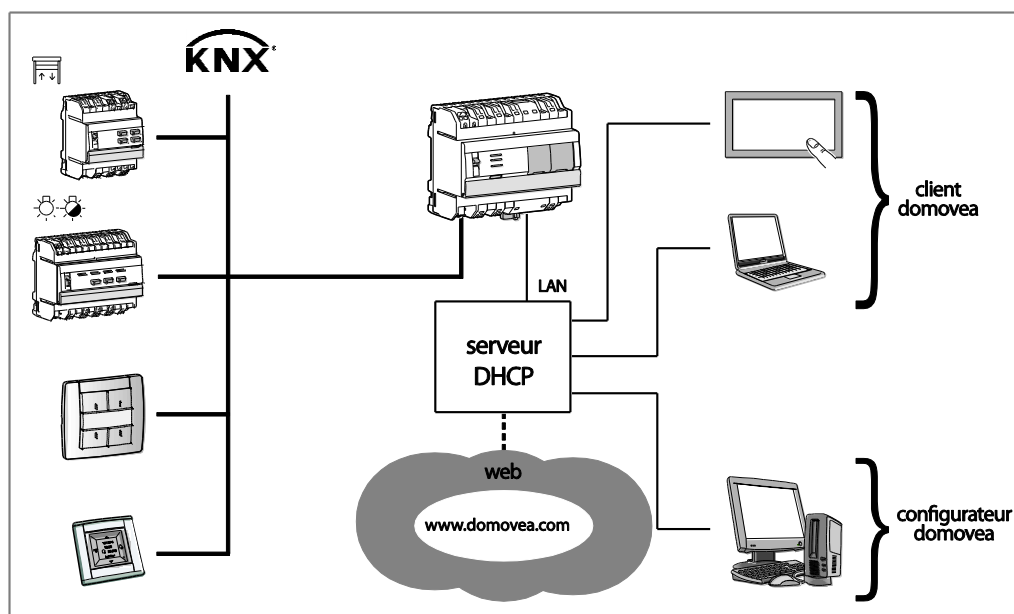 KNX
client
domovea
LAN
serveur
DHCP
web
www.domovea.com
configurateur
domovea